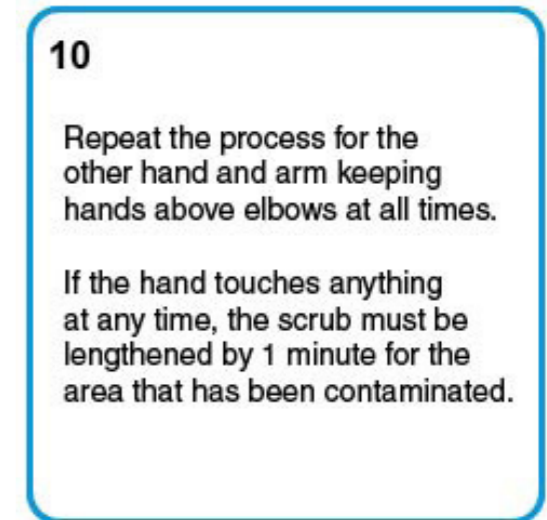 10
Repeat the process for the
other hand and arm keeping
hands above elbows at all times.
If the hand touches anything
at any time, the scrub must be
lengthened by 1 minute for the
area that has been contaminated.